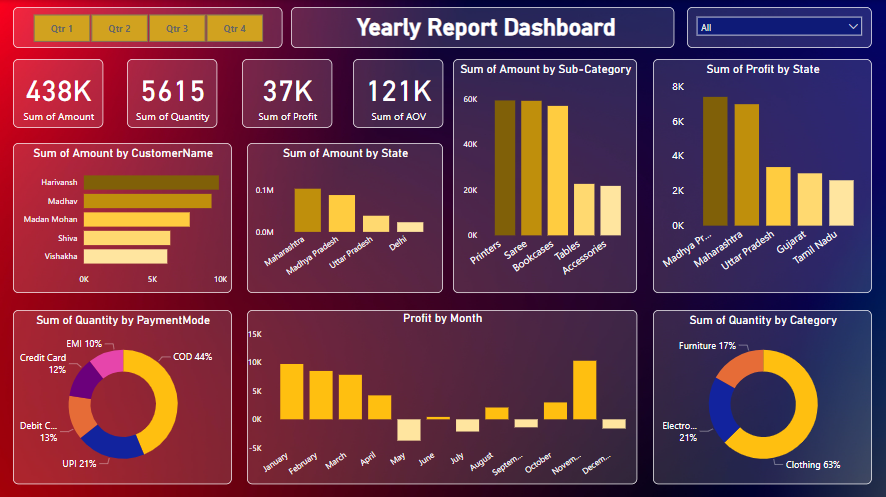 Qtr 1 Qtr 2 Qtr 3 Qtr 4
Yearly Report Dashboard
All
438K
Sum of Amount
5615
Sum of Quantity
37K
Sum of Profit
121K
Sum of AOV
Sum of Amount by Sub-Category
60K
40K
20K
0K
Printers
Saree
Bookcases
Tables
Accessories
Sum of Profit by State
8K
6K
4K
2K
0K
Madhya Pr...
Maharashtra
Uttar Pradesh
Gujarat
Tamil Nadu
Sum of Amount by CustomerName
Harivansh
Madhav
Madan Mohan
Shiva
Vishakha
0K 5K 10K
Sum of Amount by State
0.1M
0.0M
Maharashtra
Madhya Pradesh
Uttar Pradesh
Delhi
Sum of Quantity by PaymentMode
EMI 10%
COD 44%
Credit Card
12%
Debit C...
13%
UPI 21%
Profit by Month
15K
10K
5K
0K
-5K
January
February
March
April
May
June
July
August
Septem...
October
Novem...
Decem...
Sum of Quantity by Category
Furniture 17%
Electro...
21%
Clothing 63%